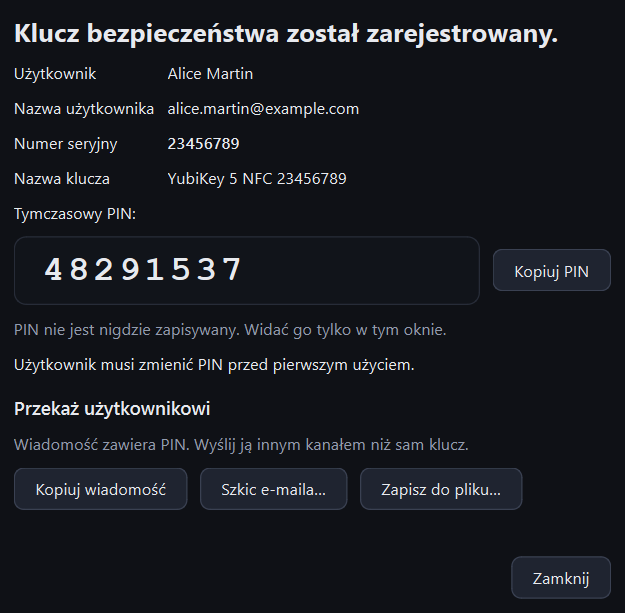 Klucz bezpieczeństwa został zarejestrowany.
Użytkownik Alice Martin
Nazwa użytkownika alice.martin@example.com
Numer seryjny 23456789
Nazwa klucza YubiKey 5 NFC 23456789
Tymczasowy PIN:
48291537 Kopiuj PIN
PIN nie jest nigdzie zapisywany. Widać go tylko w tym oknie.
Użytkownik musi zmienić PIN przed pierwszym użyciem.
Przekaż użytkownikowi
Wiadomość zawiera PIN. Wyślij ją innym kanałem niż sam klucz.
Kopiuj wiadomość Szkic e-maila... Zapisz do pliku...
Zamknij